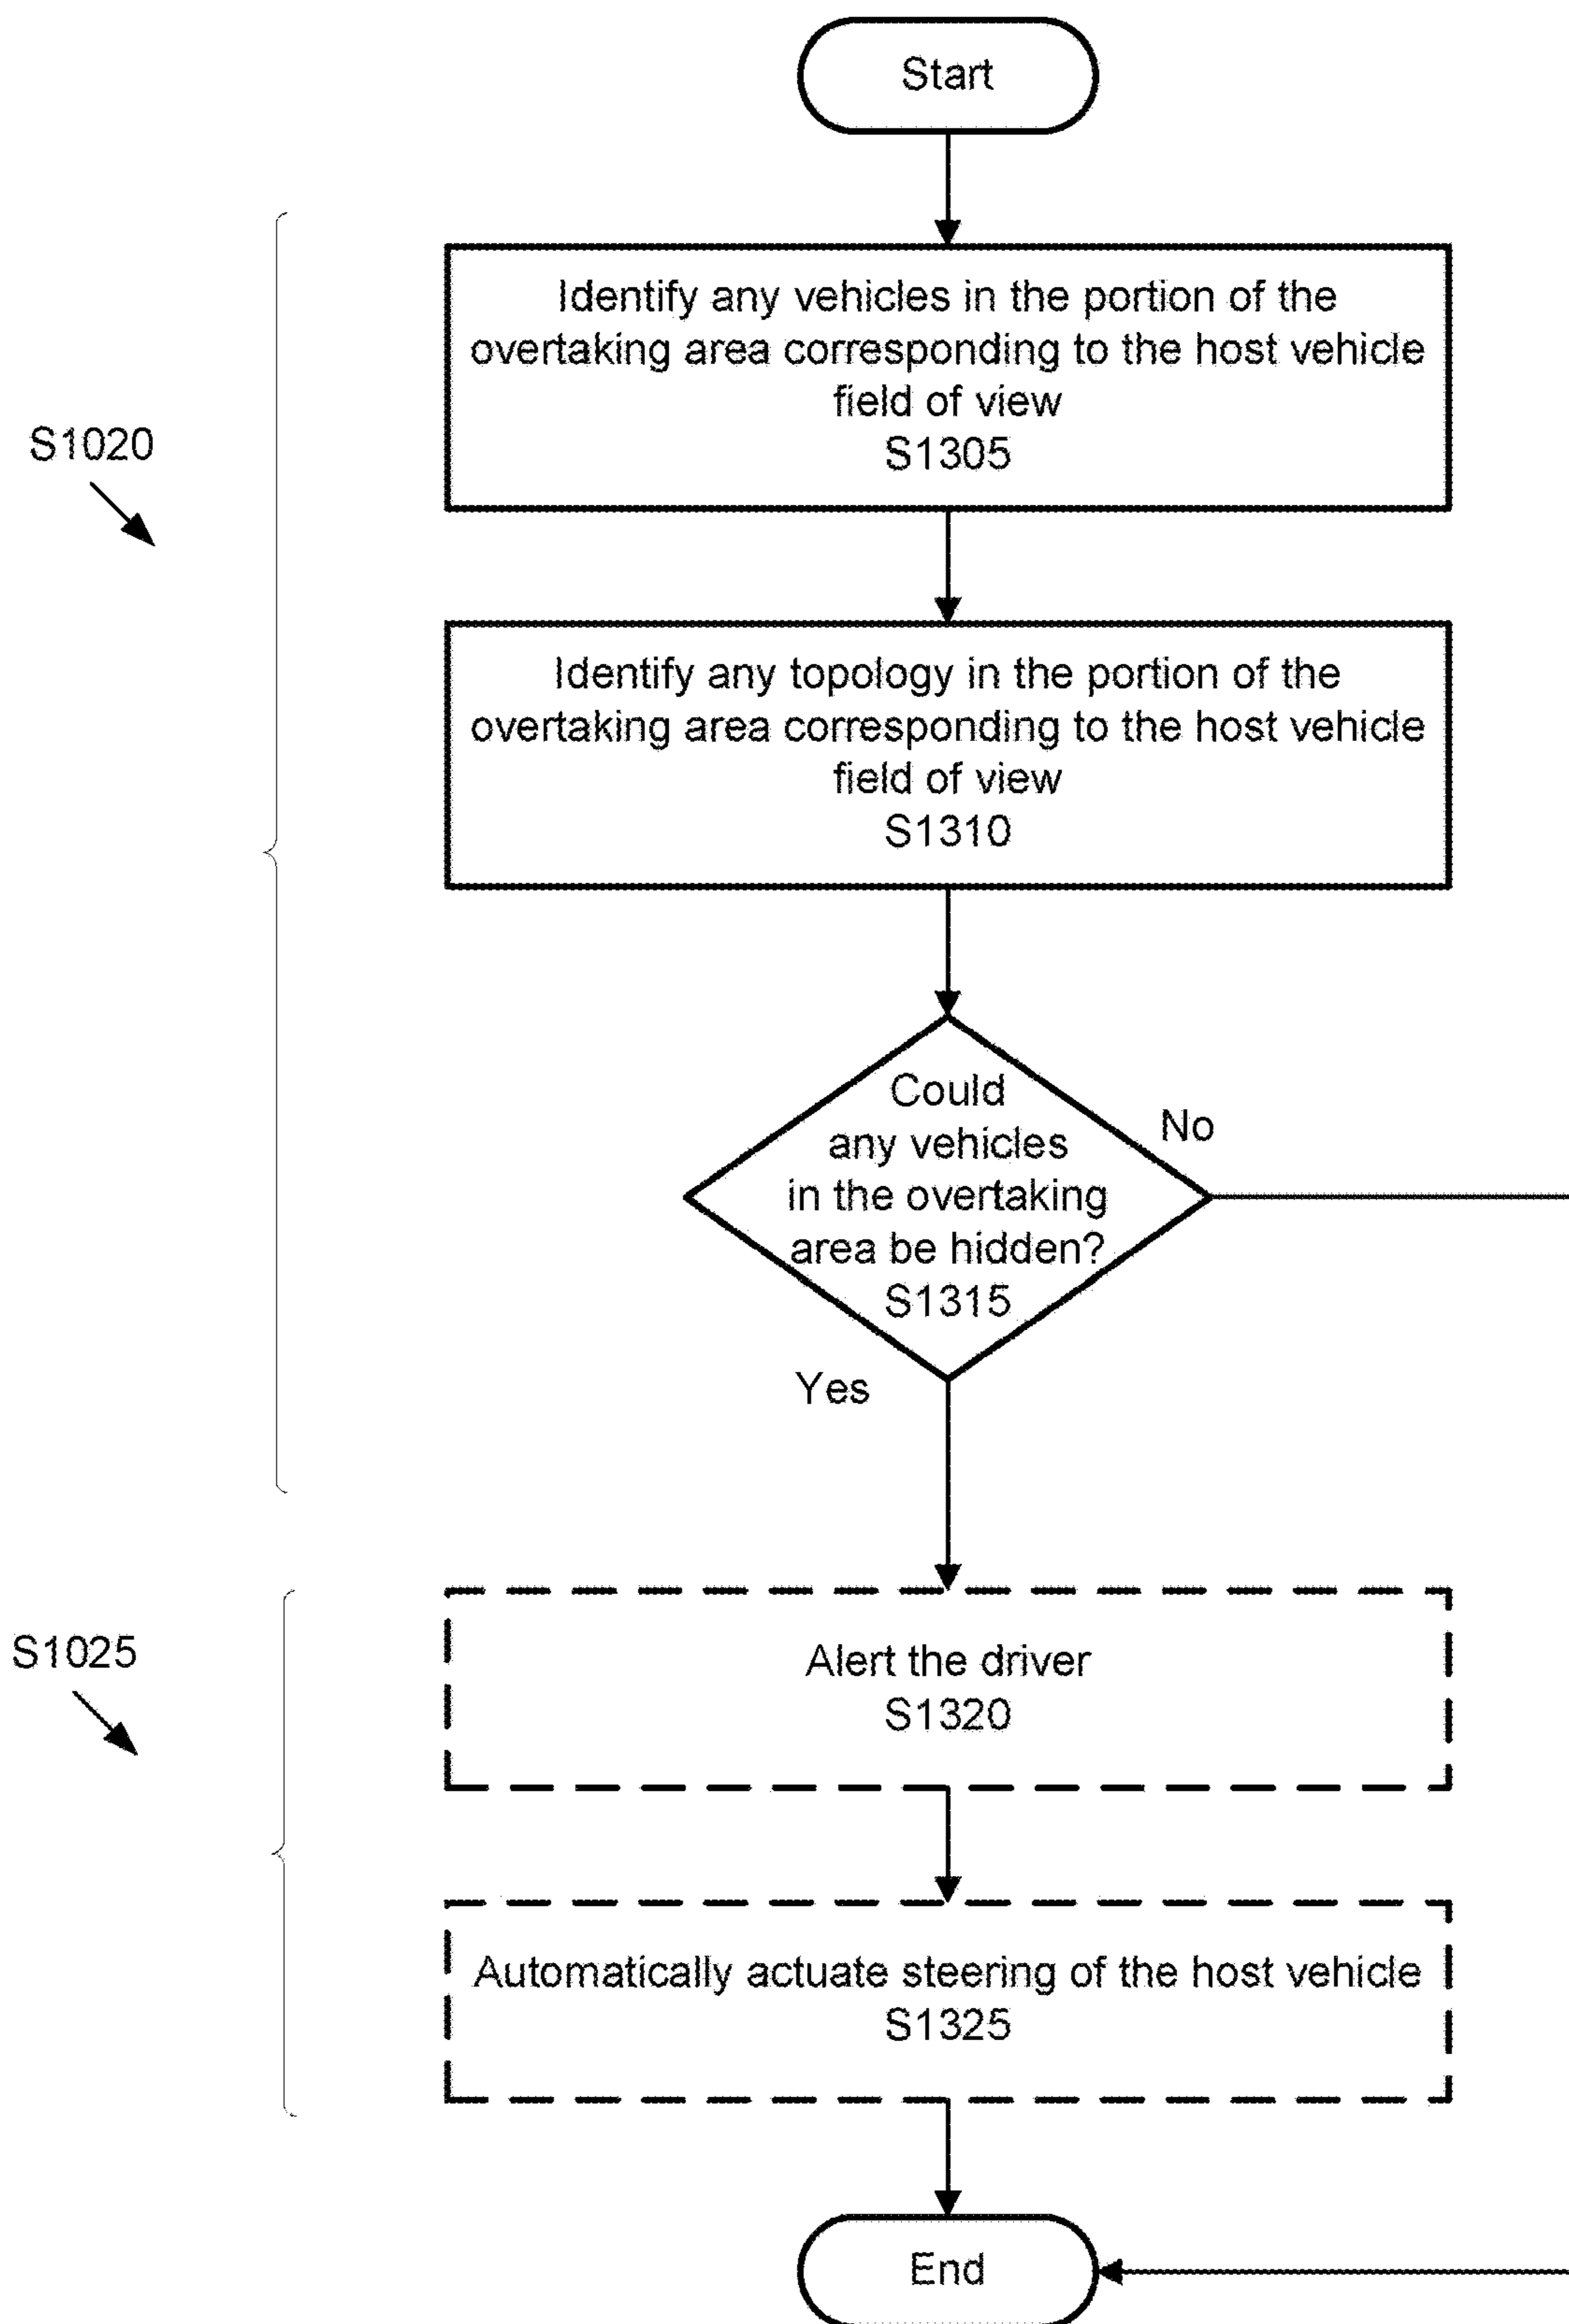 Start
Identify any vehicles in the portion of the
overtaking area corresponding to the host vehicle
field of view
S1305
S1020
Identify any topology in the portion of the
overtaking area corresponding to the host vehicle
field of view
S1310
Could
any vehicles
in the overtaking
area be hidden?
S1315
No
Yes
S1025
Alert the driver
S1320
Automatically actuate steering of the host vehicle
S1325
End